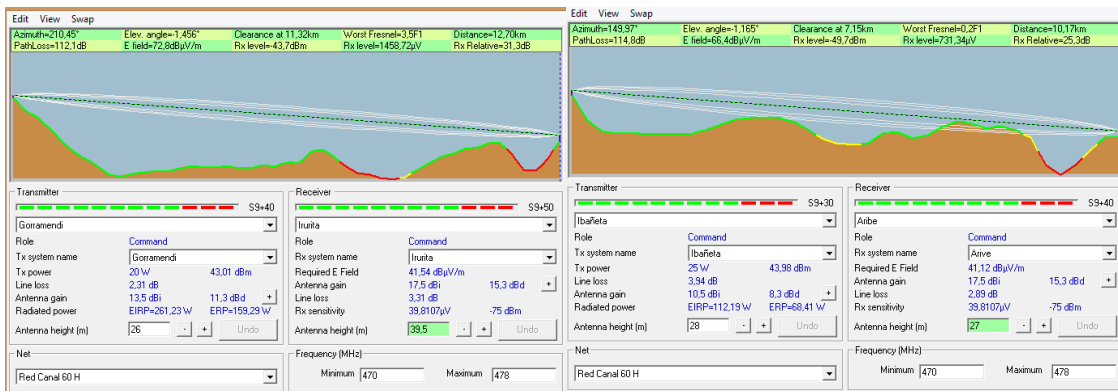 Edit View Swap
Azimuth=210,45° Elev. angle=-1,456° Clearance at 11,32km Worst Fresnel=3,5F1 Distance=12,70km
PathLoss=112,1dB E field=72,8dBµV/m Rx level=-43,7dBm Rx level=1458,72µV Rx Relative=31,3dB
Transmitter
S9+40
Gorramendi
Role Command
Tx system name Gorramendi
Tx power 20 W 43,01 dBm
Line loss 2,31 dB
Antenna gain 13,5 dBi 11,3 dBd +
Radiated power EIRP=261,23 W ERP=159,29 W
Antenna height (m) 26 - + Undo
Net
Red Canal 60 H
Receiver
S9+50
Irurita
Role Command
Rx system name Irurita
Required E Field 41,54 dBµV/m
Antenna gain 17,5 dBi 15,3 dBd +
Line loss 3,31 dB
Rx sensitivity 39,8107µV -75 dBm
Antenna height (m) 39,5 - + Undo
Frequency (MHz)
Minimum 470 Maximum 478
Edit View Swap
Azimuth=149,97° Elev. angle=-1,165° Clearance at 7,15km Worst Fresnel=0,2F1 Distance=10,17km
PathLoss=114,8dB E field=66,4dBµV/m Rx level=-49,7dBm Rx level=731,34µV Rx Relative=25,3dB
Transmitter
S9+30
Ibañeta
Role Command
Tx system name Ibañeta
Tx power 25 W 43,98 dBm
Line loss 3,94 dB
Antenna gain 10,5 dBi 8,3 dBd +
Radiated power EIRP=112,19 W ERP=68,41 W
Antenna height (m) 28 - + Undo
Net
Red Canal 60 H
Receiver
S9+40
Aribe
Role Command
Rx system name Arive
Required E Field 41,12 dBµV/m
Antenna gain 17,5 dBi 15,3 dBd +
Line loss 2,89 dB
Rx sensitivity 39,8107µV -75 dBm
Antenna height (m) 27 - + Undo
Frequency (MHz)
Minimum 470 Maximum 478